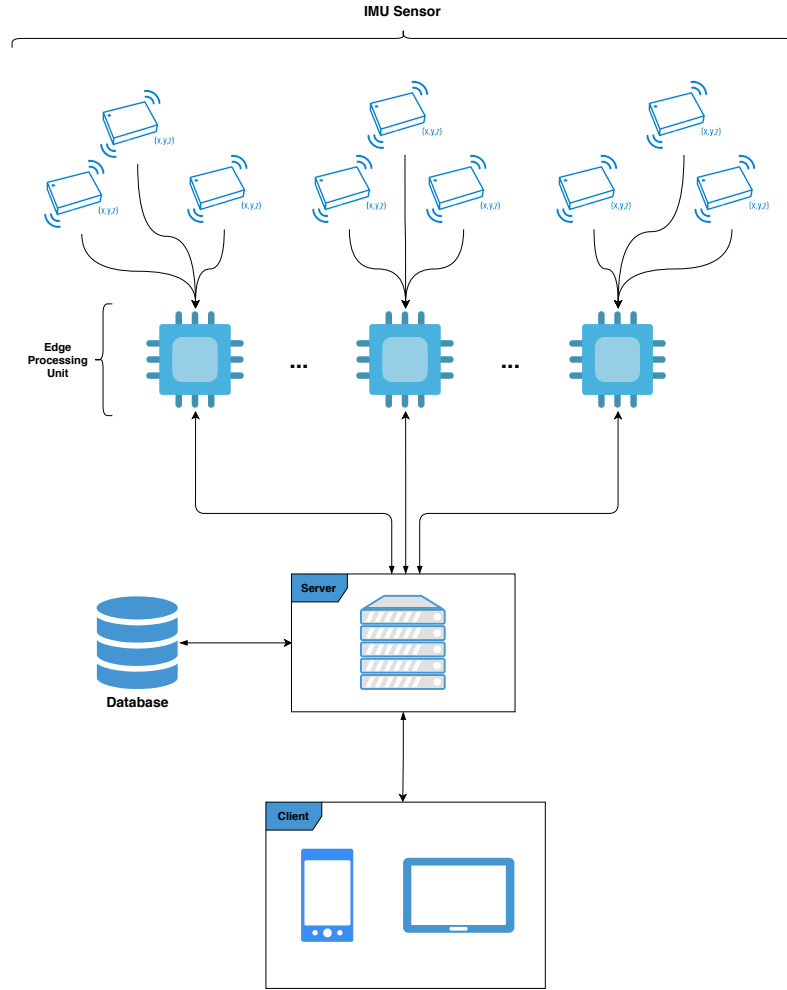 IMU Sensor
(x,y,z)
(x,y,z)
(x,y,z)
(x,y,z)
(x,y,z)
(x,y,z)
(x,y,z)
(x,y,z)
(x,y,z)
Edge
Processing
Unit
...
...
Server
Database
Client